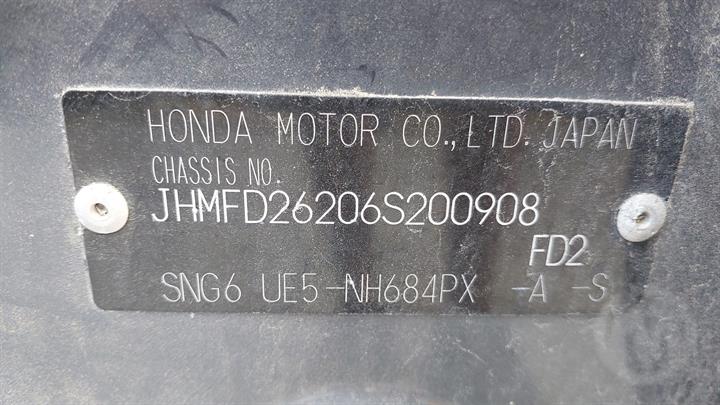 HONDA MOTOR CO., LTD. JAPAN
CHASSIS NO.
JHMFD26206S200908
FD2
SNG6 UE5-NH684PX -A -S